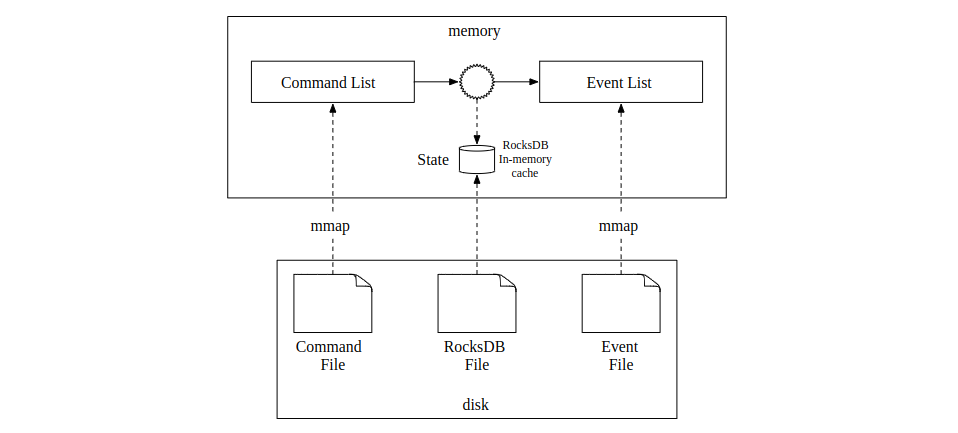 memory
Command List
Event List
State
RocksDB
In-memory
cache
mmap
mmap
Command
File
RocksDB
File
Event
File
disk